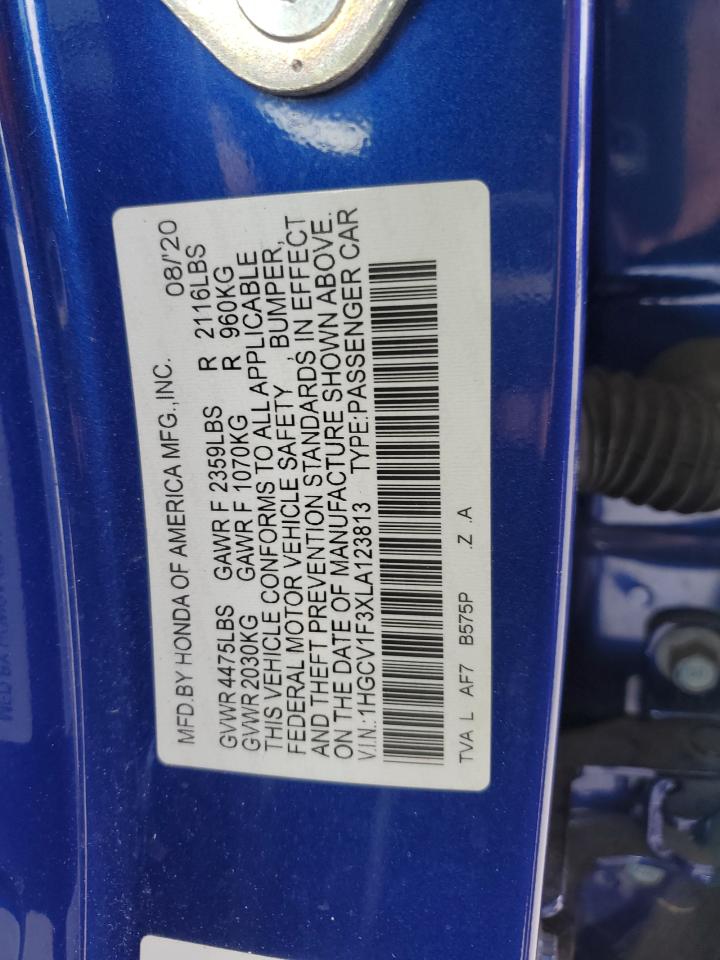 MFD.BY HONDA OF AMERICA MFG.,INC. 08/'20
GVWR 4475LBS GAWR F 2359LBS R 2116LBS
GVWR 2030KG GAWR F 1070KG R 960KG
THIS VEHICLE CONFORMS TO ALL APPLICABLE
FEDERAL MOTOR VEHICLE SAFETY , BUMPER,
AND THEFT PREVENTION STANDARDS IN EFFECT
ON THE DATE OF MANUFACTURE SHOWN ABOVE.
V.I.N.:1HGCV1F3XLA123813 TYPE:PASSENGER CAR
TVA L AF7 B575P .Z .A